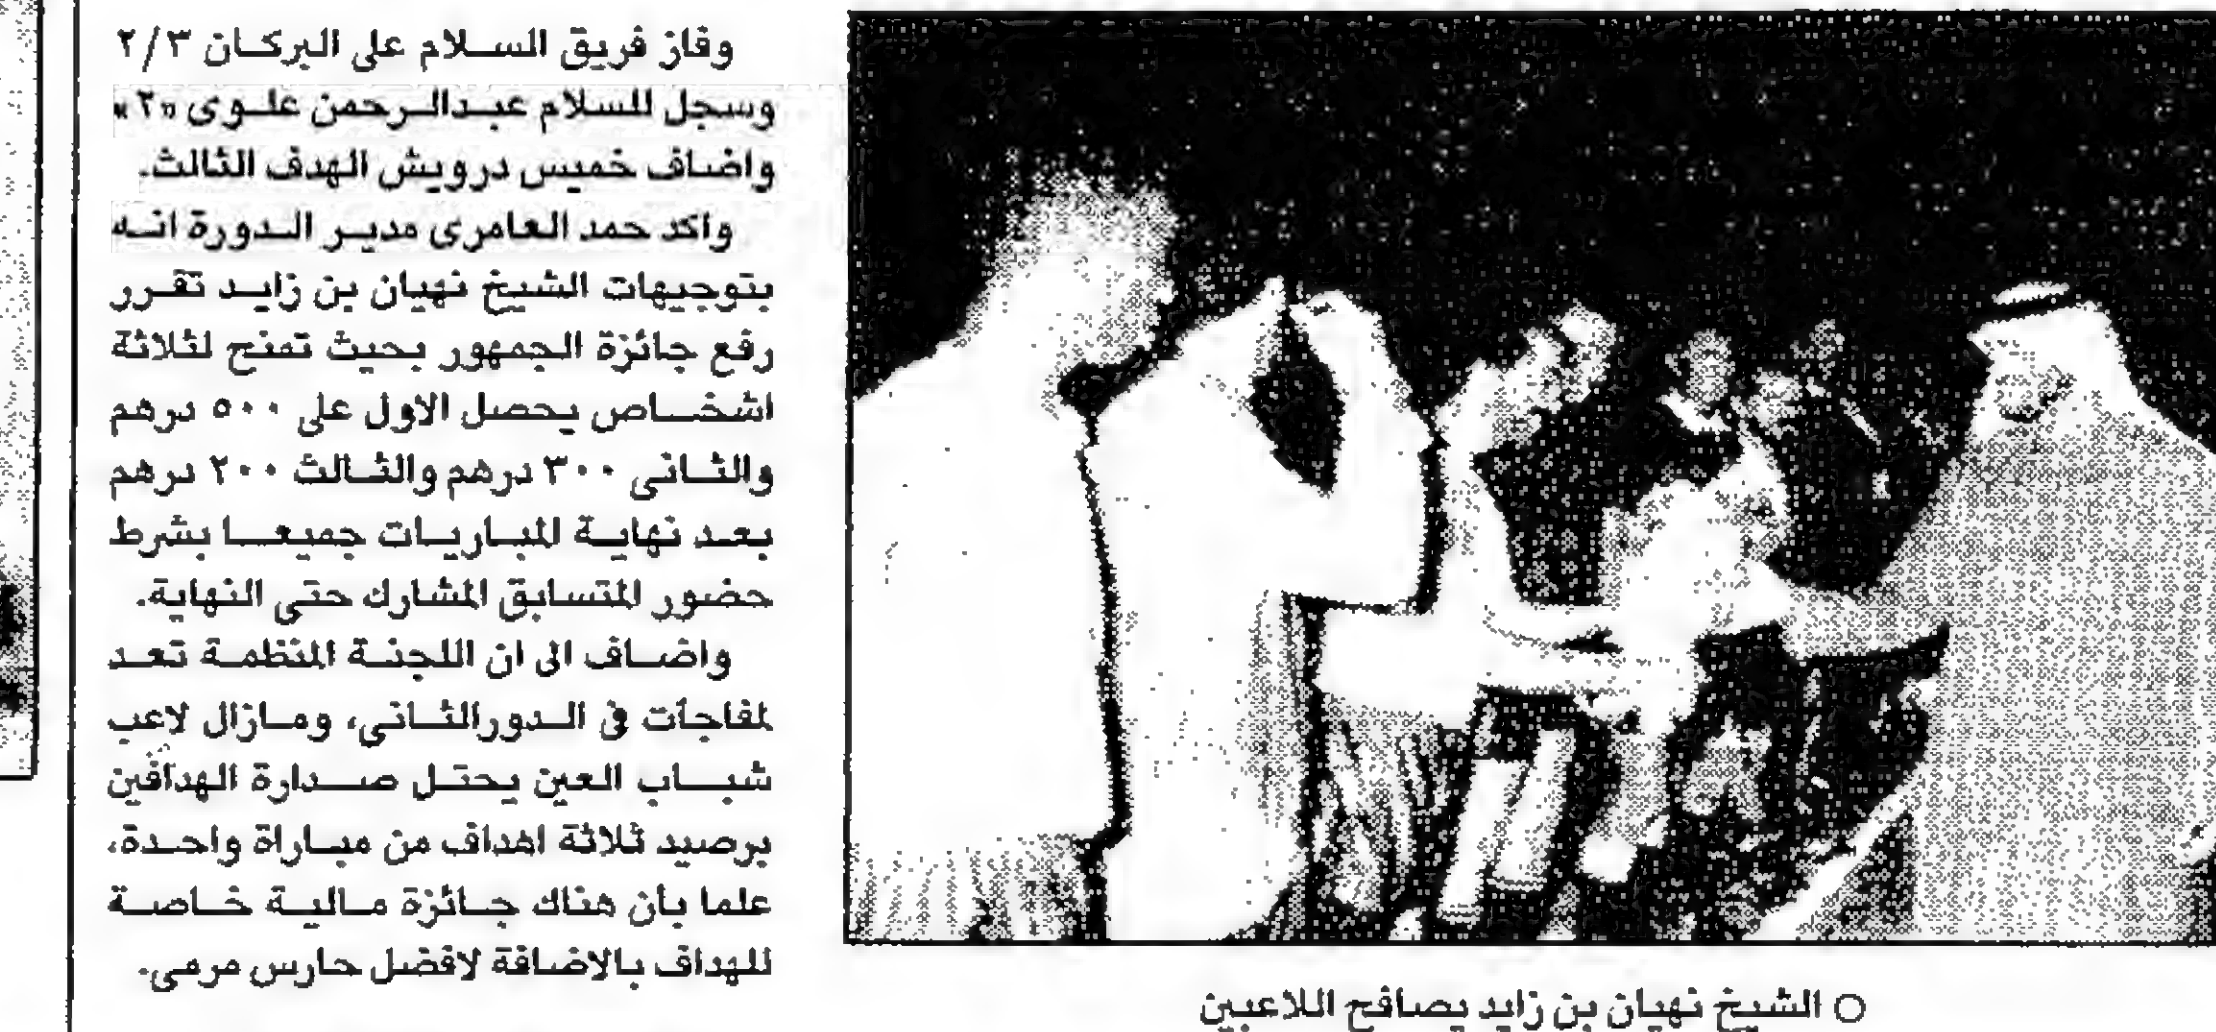 وفاز فريق السلام على البركان ٢/٣
وسجل للسلام عبدالرحمن علوى «٢»
واضاف خميس درويش الهدف الثالث.
واكد حمد العامرى مدير الدورة انه
بتوجيهات الشيخ نهيان بن زايد تقرر
رفع جائزة الجمهور بحيث تمنح لثلاثة
اشخاص يحصل الاول على ٥٠٠ درهم
والثانى ٣٠٠ درهم والثالث ٢٠٠ درهم
بعد نهاية المباريات جميعا بشرط
حضور المتسابق المشارك حتى النهاية.
واضاف الى ان اللجنة المنظمة تعد
لمفاجآت في الدورالثانى، ومازال لاعب
شباب العين يحتل صدارة الهدافين
برصيد ثلاثة اهداف من مباراة واحدة،
علما بأن هناك جائزة مالية خاصة
للهداف بالاضافة لافضل حارس مرمى.
○ الشيخ نهيان بن زايد يصافح اللاعبين